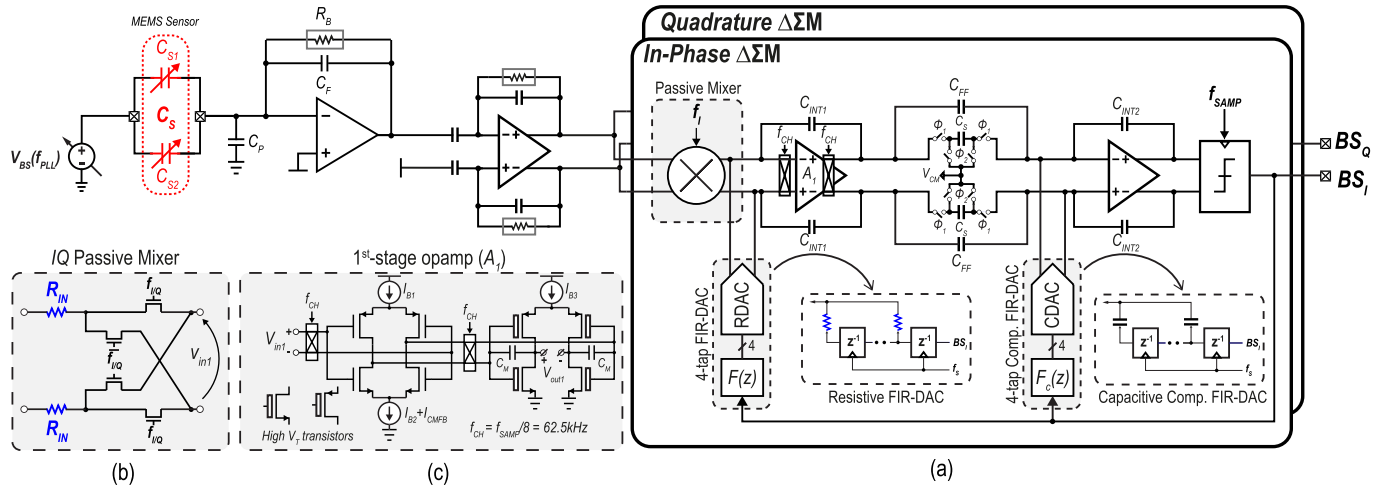 MEMS Sensor
C_S1
C_S
C_S2
V_BS(f_PLL)
C_P
R_B
C_F
Quadrature ΔΣM
In-Phase ΔΣM
Passive Mixer
f_I
C_INT1
f_CH
f_CH
A_1
C_INT1
C_FF
Φ_1
C_S
Φ_1
Φ_2
V_CM
Φ_2
Φ_1
C_S
Φ_1
C_FF
C_INT2
C_INT2
f_SAMP
BS_Q
BS_I
4-tap FIR-DAC
RDAC
4
F(z)
z⁻¹
z⁻¹
BS_I
f_S
Resistive FIR-DAC
4-tap Comp. FIR-DAC
CDAC
4
F_C(z)
z⁻¹
z⁻¹
BS_I
f_S
Capacitive Comp. FIR-DAC
(a)
IQ Passive Mixer
R_IN
f_I/Q
f_I/Q
V_in1
f_I/Q
R_IN
f_I/Q
(b)
1st-stage opamp (A_1)
I_B1
I_B3
f_CH
f_CH
V_in1
C_M
V_out1
C_M
I_B2+I_CMFB
High V_T transistors
f_CH = f_SAMP/8 = 62.5kHz
(c)